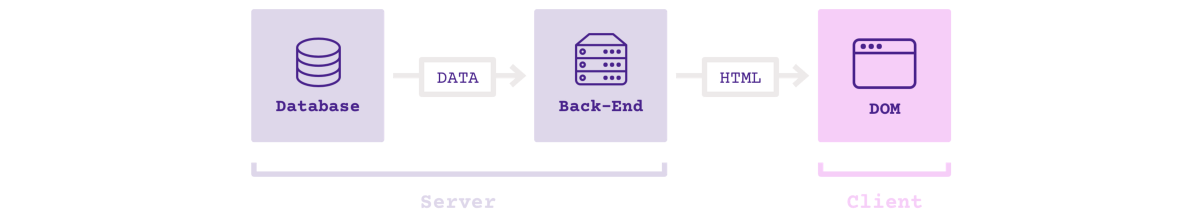 DATA
HTML
Database
Back-End
DOM
Server
Client